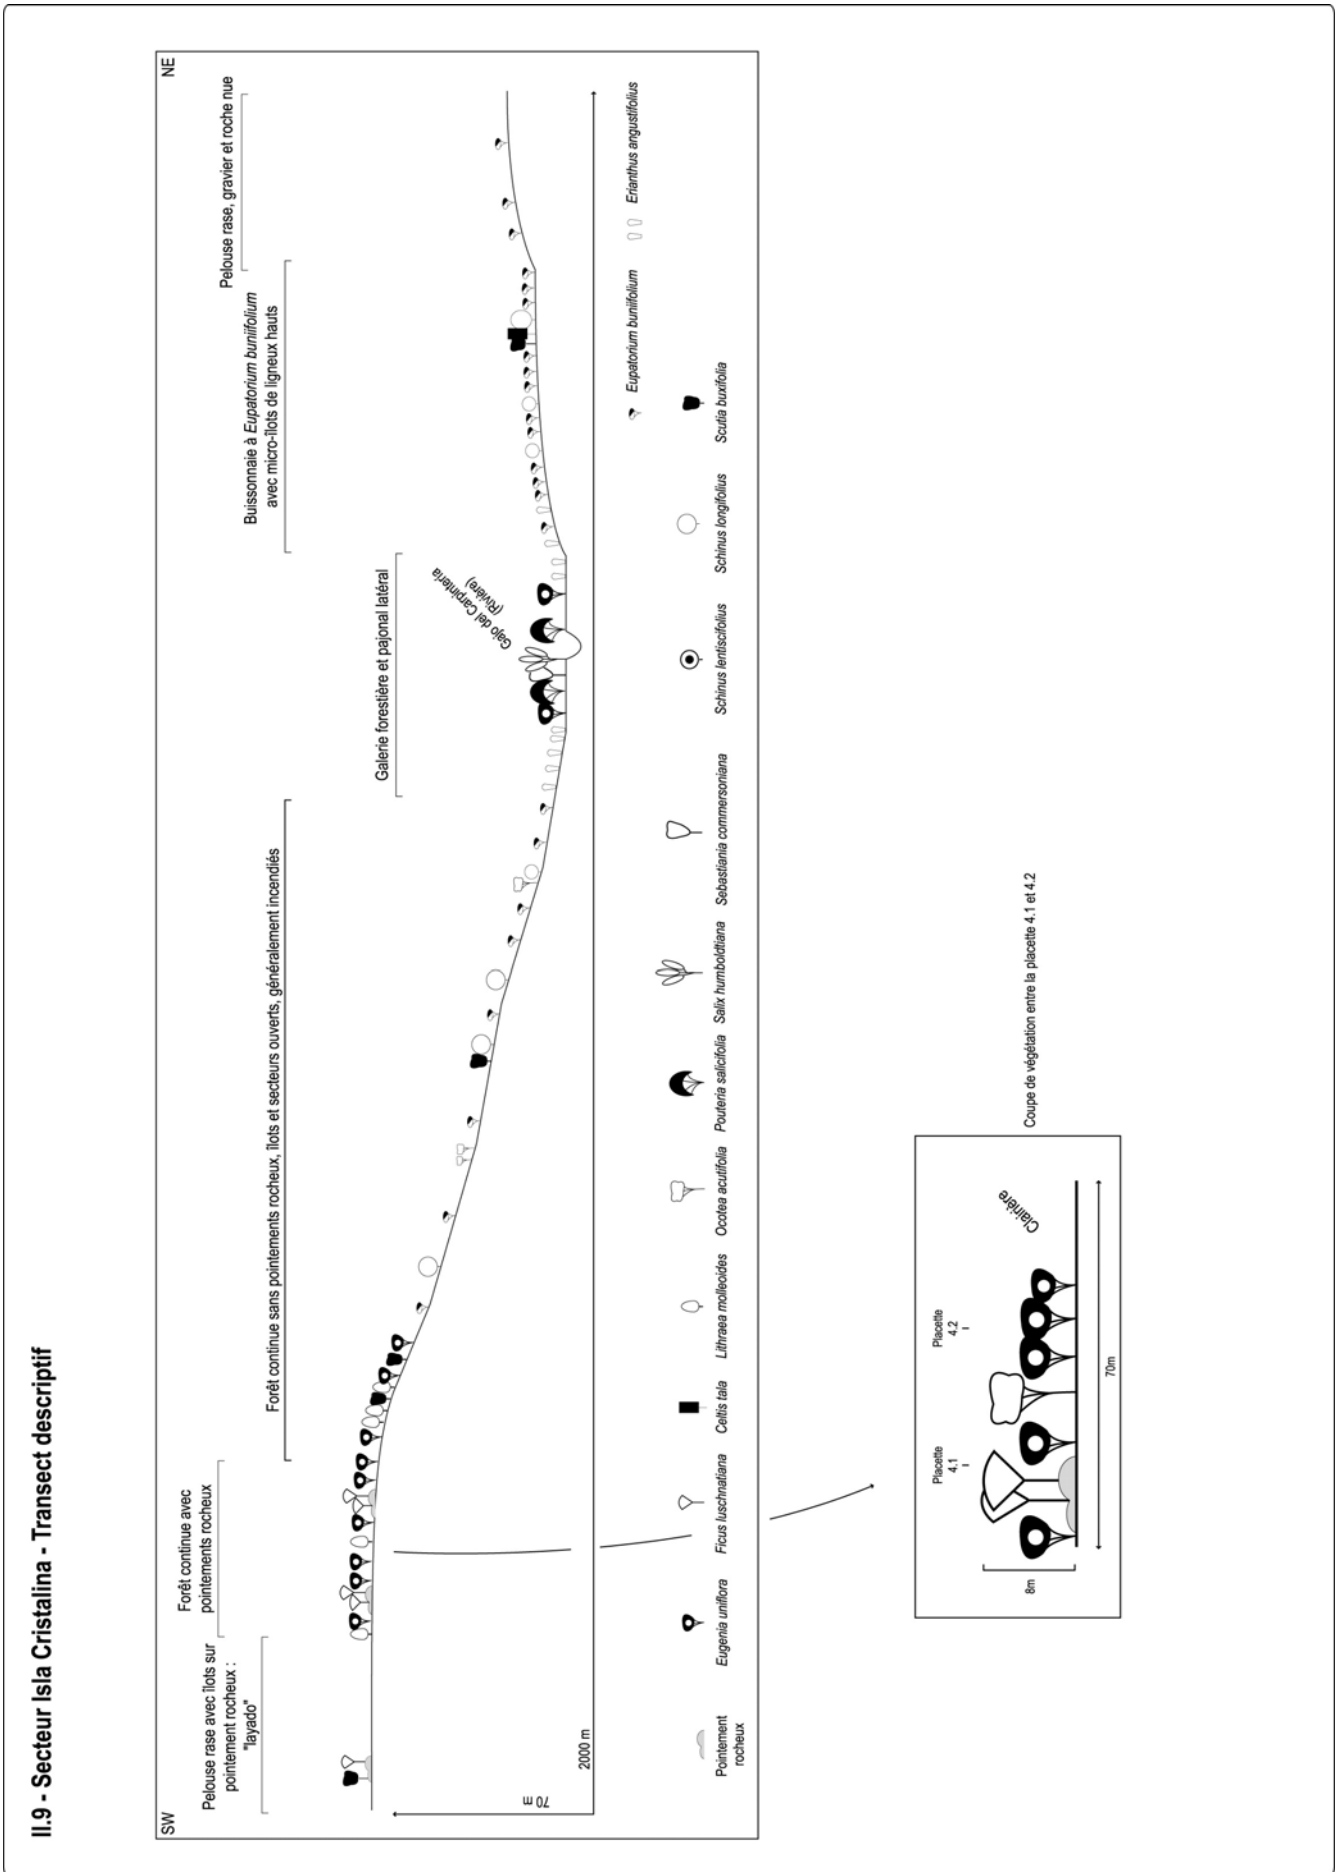 II.9 - Secteur Isla Cristalina - Transect descriptif
SW
NE
Pelouse rase avec îlots sur
pointement rocheux :
"layado"
Forêt continue avec
pointements rocheux
Forêt continue sans pointements rocheux, îlots et secteurs ouverts, généralement incendiés
Galerie forestière et pajonal latéral
Gajo del Carpinteria
(Rivière)
Buissonnaie à Eupatorium buniifolium
avec micro-îlots de ligneux hauts
Pelouse rase, gravier et roche nue
70 m
2000 m
Eupatorium buniifolium
Erianthus angustifolius
Pointement
rocheux
Eugenia uniflora
Ficus luschnatiana
Celtis tala
Lithraea molleoides
Ocotea acutifolia
Pouteria salicifolia
Salix humboldtiana
Sebastiania commersoniana
Schinus lentiscifolius
Schinus longifolius
Scutia buxifolia
Placette
4.1
Placette
4.2
Clairière
8m
70m
Coupe de végétation entre la placette 4.1 et 4.2